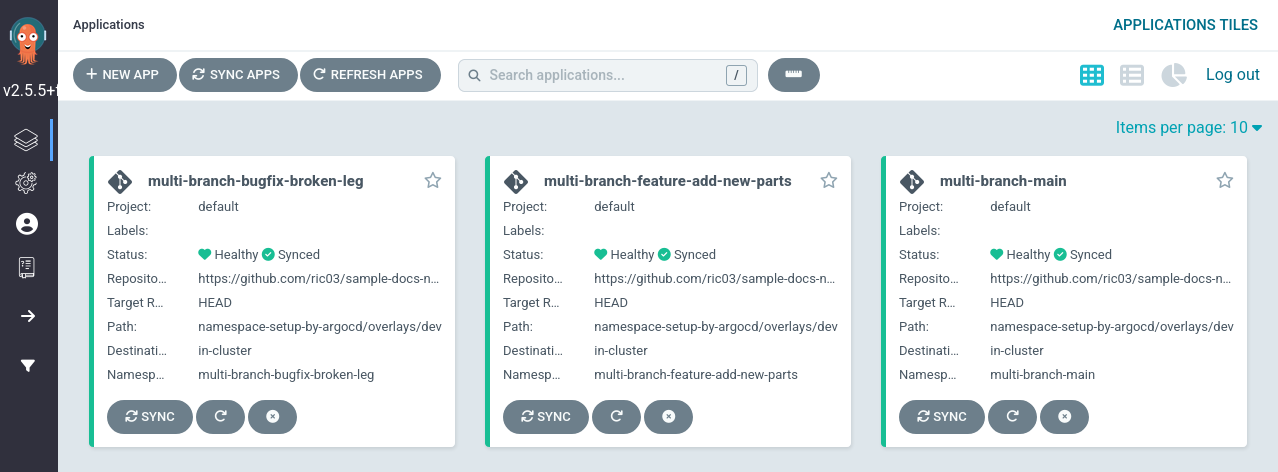 Applications
APPLICATIONS TILES
NEW APP SYNC APPS REFRESH APPS Search applications... / Log out
v2.5.5+
Items per page: 10
multi-branch-bugfix-broken-leg
Project: default
Labels:
Status: Healthy Synced
Reposito... https://github.com/ric03/sample-docs-n...
Target R... HEAD
Path: namespace-setup-by-argocd/overlays/dev
Destinati... in-cluster
Namesp... multi-branch-bugfix-broken-leg
SYNC
multi-branch-feature-add-new-parts
Project: default
Labels:
Status: Healthy Synced
Reposito... https://github.com/ric03/sample-docs-n...
Target R... HEAD
Path: namespace-setup-by-argocd/overlays/dev
Destinati... in-cluster
Namesp... multi-branch-feature-add-new-parts
SYNC
multi-branch-main
Project: default
Labels:
Status: Healthy Synced
Reposito... https://github.com/ric03/sample-docs-n...
Target R... HEAD
Path: namespace-setup-by-argocd/overlays/dev
Destinati... in-cluster
Namesp... multi-branch-main
SYNC